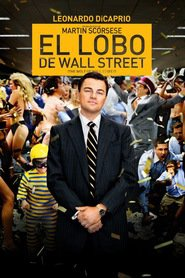 LEONARDO DiCAPRIO
MARTIN SCORSESE
EL LOBO
DE WALL STREET